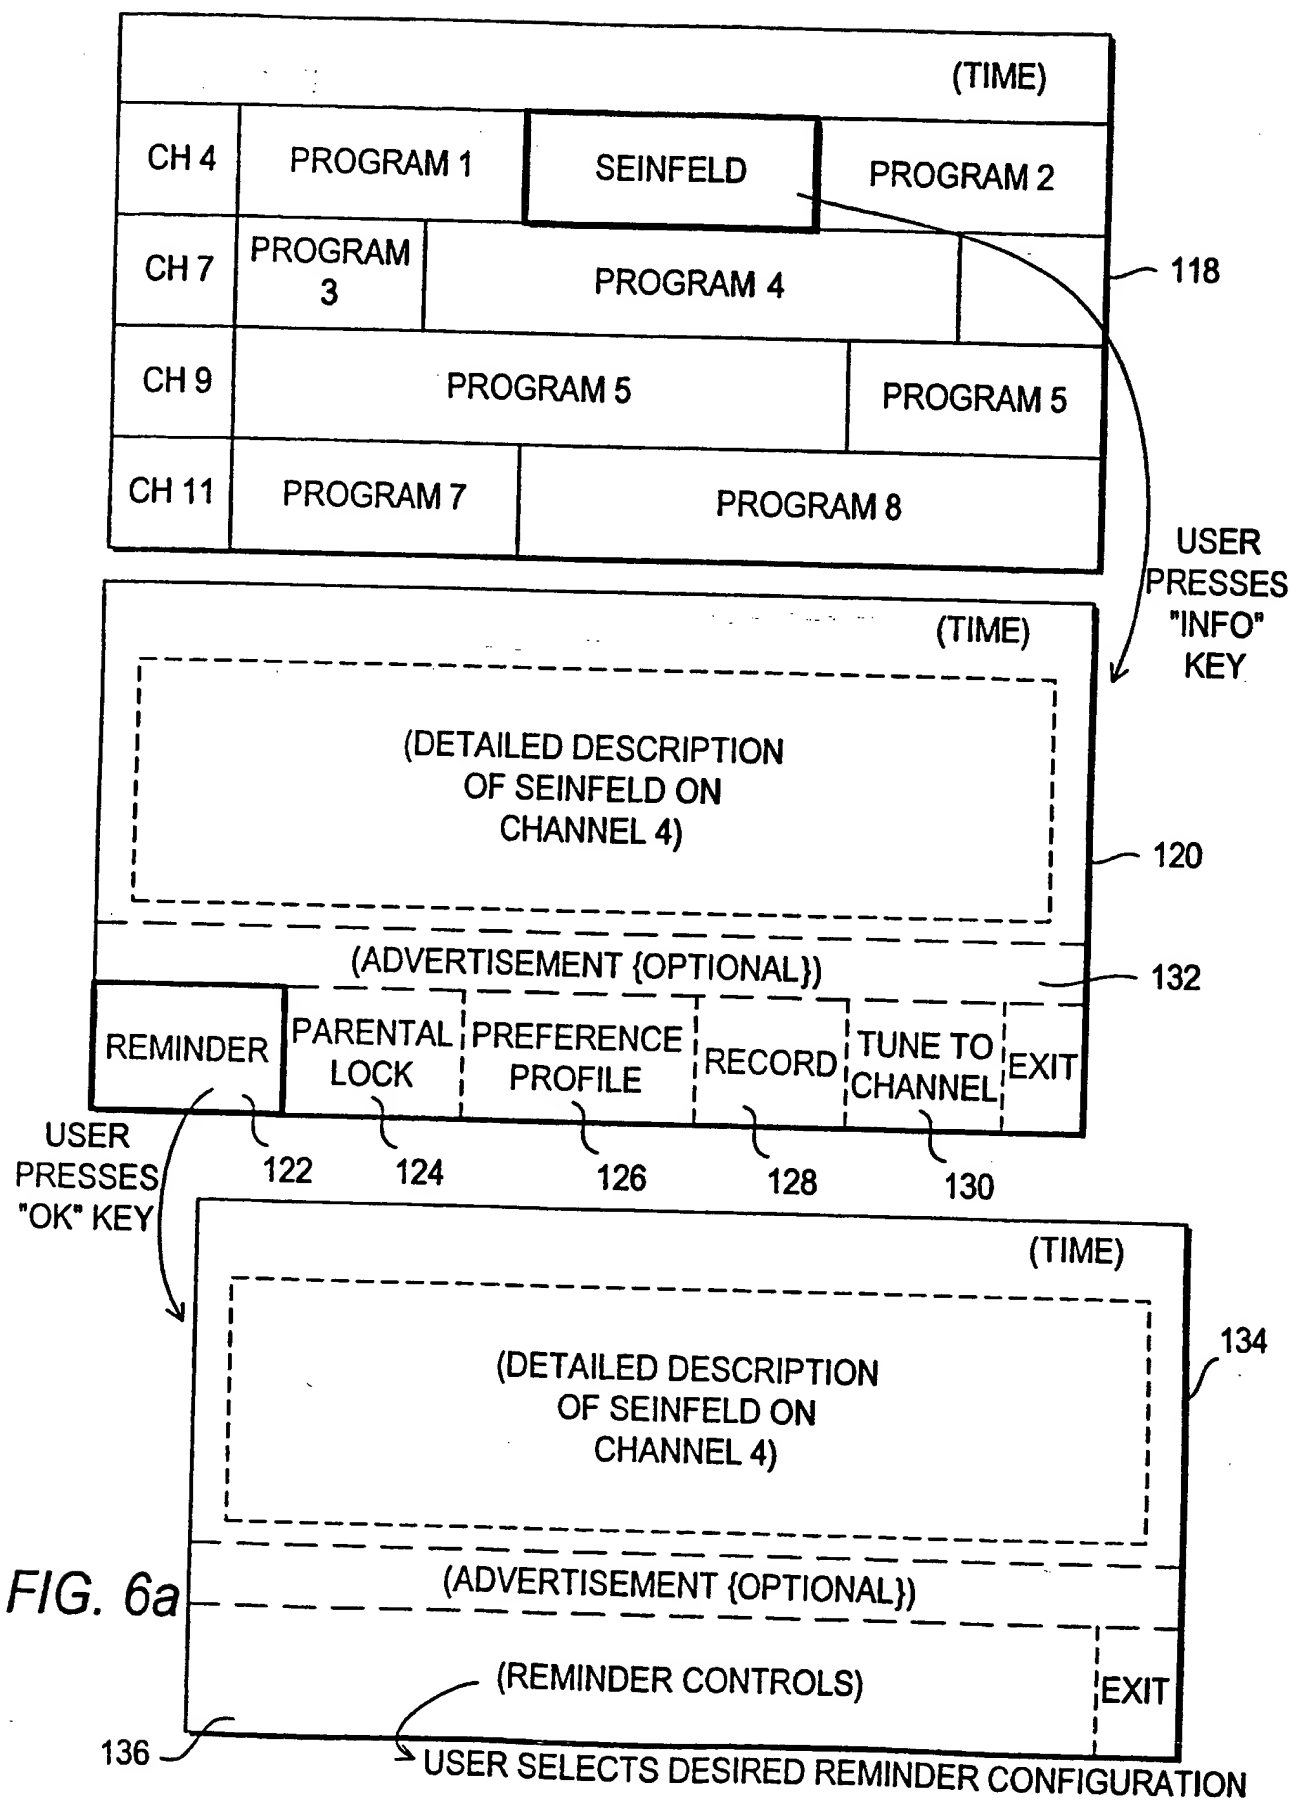 (TIME)
CH 4 PROGRAM 1 SEINFELD PROGRAM 2
CH 7 PROGRAM 3 PROGRAM 4
118
CH 9 PROGRAM 5 PROGRAM 5
CH 11 PROGRAM 7 PROGRAM 8
USER
PRESSES
"INFO"
KEY
(TIME)
(DETAILED DESCRIPTION
OF SEINFELD ON
CHANNEL 4)
120
(ADVERTISEMENT {OPTIONAL})
132
REMINDER
PARENTAL
LOCK
PREFERENCE
PROFILE
RECORD
TUNE TO
CHANNEL
EXIT
122 124 126 128 130
USER
PRESSES
"OK" KEY
(TIME)
134
(DETAILED DESCRIPTION
OF SEINFELD ON
CHANNEL 4)
FIG. 6a
(ADVERTISEMENT {OPTIONAL})
(REMINDER CONTROLS)
EXIT
136
USER SELECTS DESIRED REMINDER CONFIGURATION